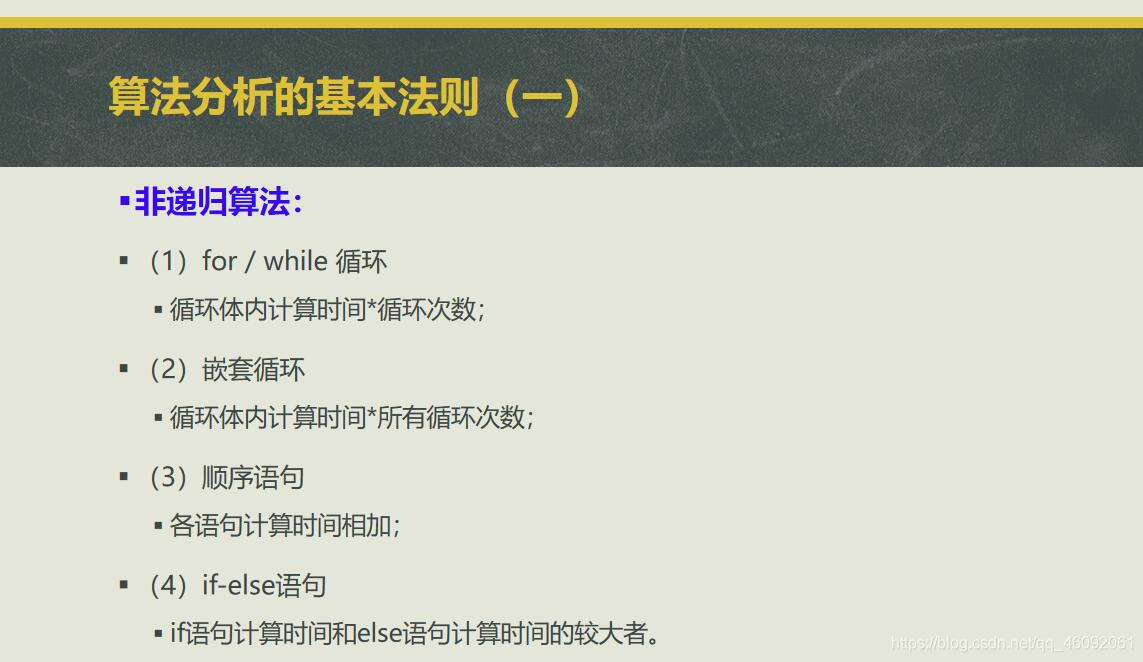 算法分析的基本法则（一）
▪非递归算法：
▪（1）for / while 循环
▪循环体内计算时间*循环次数；
▪（2）嵌套循环
▪循环体内计算时间*所有循环次数；
▪（3）顺序语句
▪各语句计算时间相加；
▪（4）if-else语句
▪if语句计算时间和else语句计算时间的较大者。
https://blog.csdn.net/qq_46092061